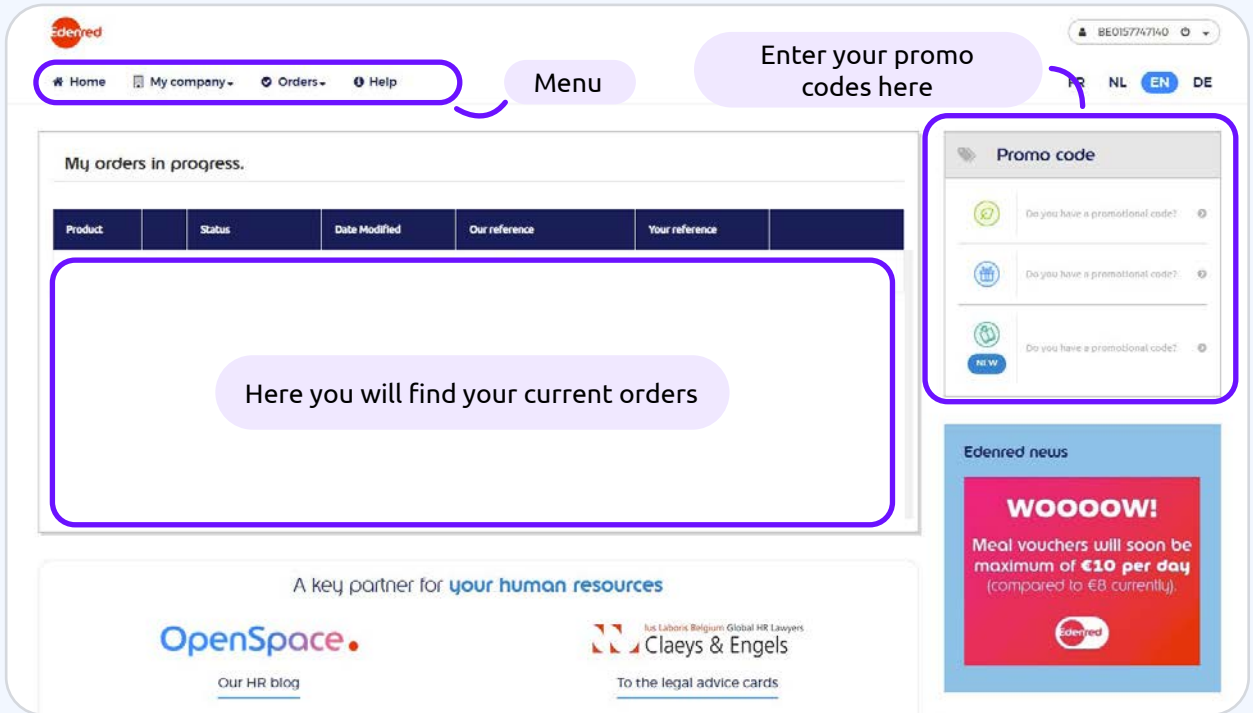 Edenred
BE0157747140
Home My company Orders Help
Menu
Enter your promo
codes here
FR NL EN DE
My orders in progress.
Product Status Date Modified Our reference Your reference
Here you will find your current orders
Promo code
Do you have a promotional code?
Do you have a promotional code?
Do you have a promotional code?
NEW
Edenred news
WOOOOW!
Meal vouchers will soon be
maximum of €10 per day
(compared to €8 currently).
Edenred
A key partner for your human resources
OpenSpace.
Our HR blog
Ius Laboris Belgium Global HR Lawyers
Claeys & Engels
To the legal advice cards